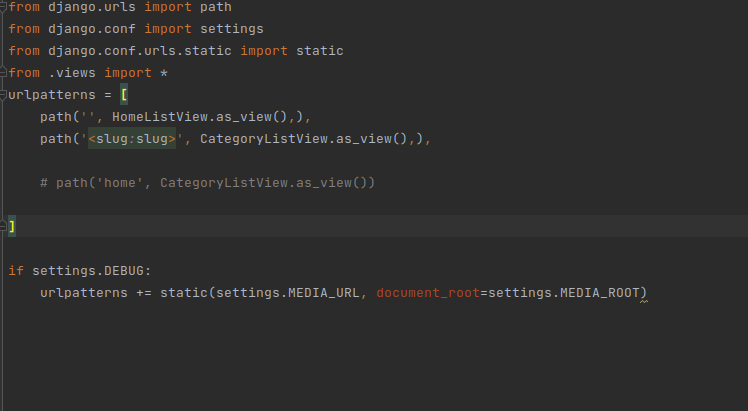 from django.urls import path
from django.conf import settings
from django.conf.urls.static import static
from .views import *
urlpatterns = [
    path('', HomeListView.as_view(),),
    path('<slug:slug>', CategoryListView.as_view(),),
    # path('home', CategoryListView.as_view())
]
if settings.DEBUG:
    urlpatterns += static(settings.MEDIA_URL, document_root=settings.MEDIA_ROOT)